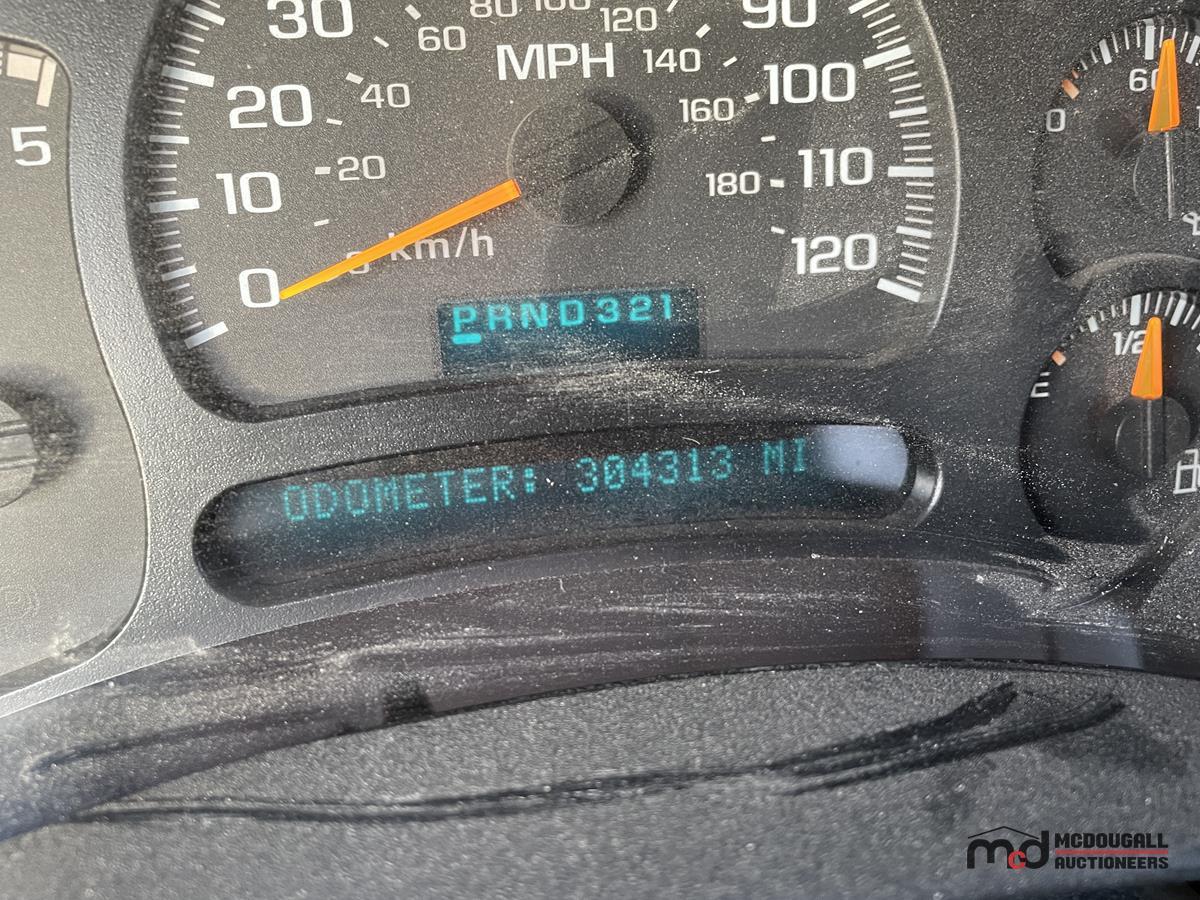 80 100 120
30 60 90
MPH 140
20 40 160 100
60
0
5
20 180 110
10
km/h
0 120
PRND321
1/2
E
ODOMETER: 304313 MI
McDOUGALL
mcd AUCTIONEERS